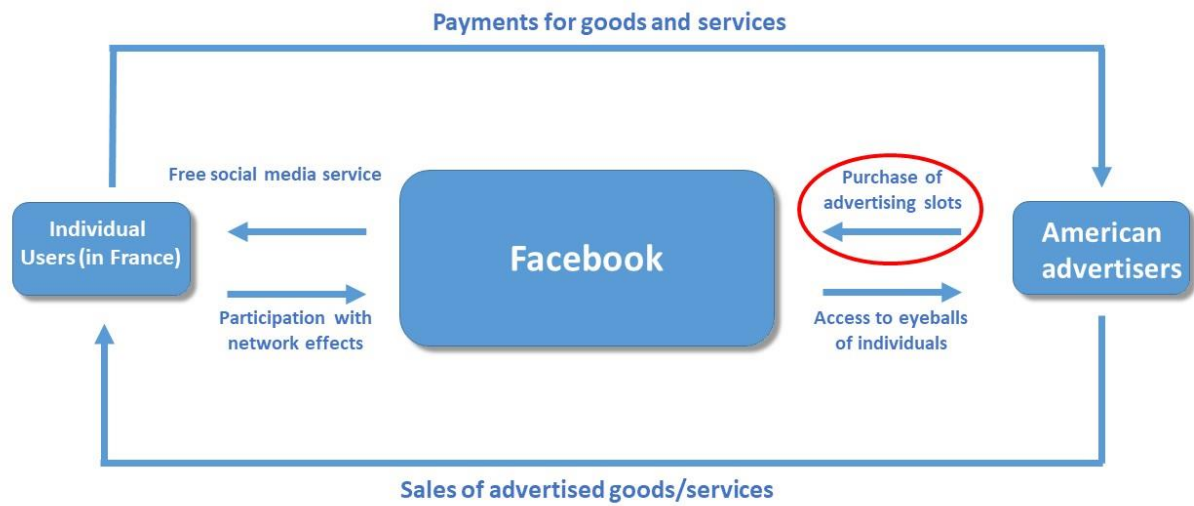 Payments for goods and services
Free social media service
Purchase of
advertising slots
Individual
Users (in France)
Facebook
American
advertisers
Participation with
network effects
Access to eyeballs
of individuals
Sales of advertised goods/services